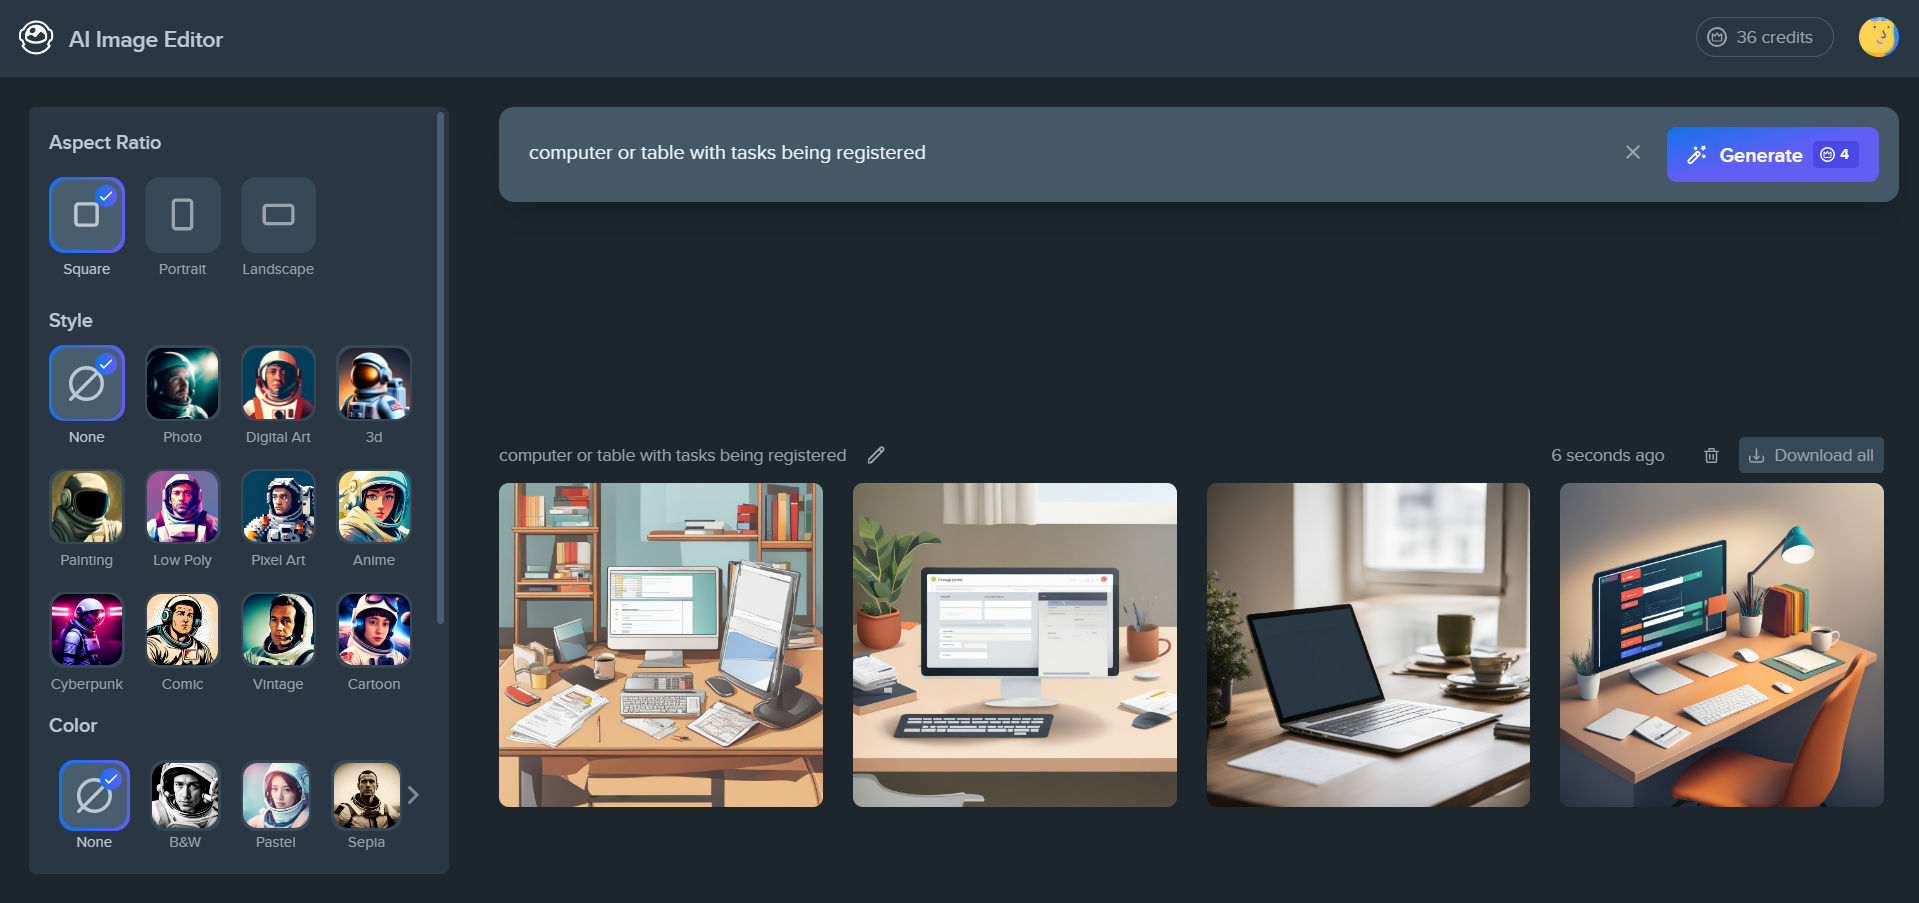 AI Image Editor
36 credits
Aspect Ratio
Square
Portrait
Landscape
Style
None
Photo
Digital Art
3d
Painting
Low Poly
Pixel Art
Anime
Cyberpunk
Comic
Vintage
Cartoon
Color
None
B&W
Pastel
Sepia
computer or table with tasks being registered
Generate 4
computer or table with tasks being registered
6 seconds ago
Download all